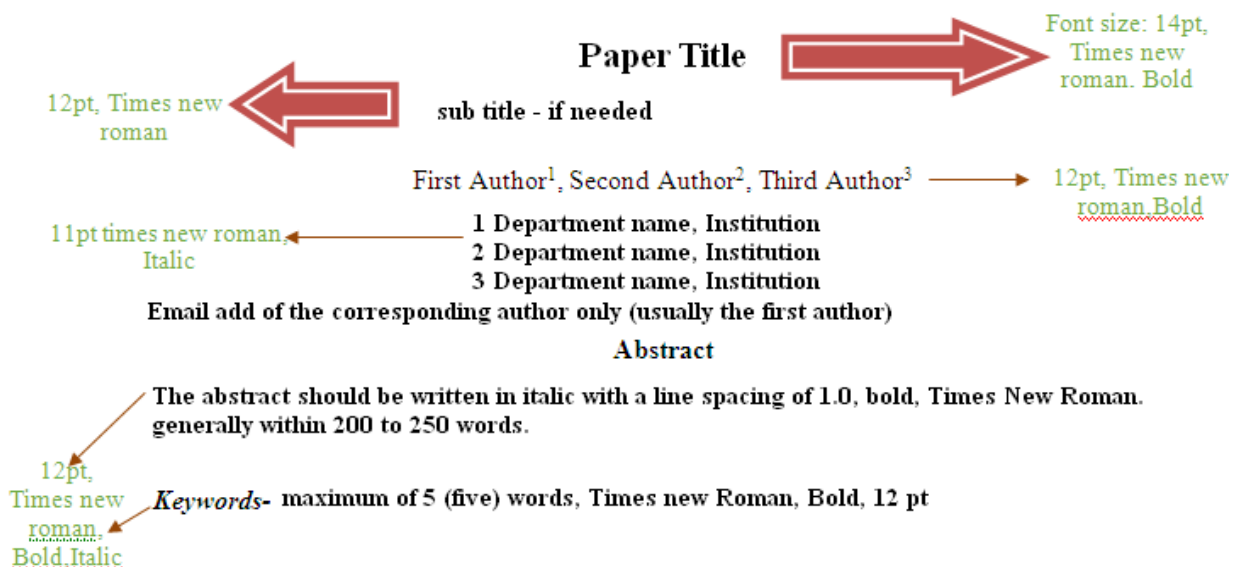 Paper Title
Font size: 14pt,
Times new
roman. Bold
12pt, Times new
roman
sub title - if needed
First Author¹, Second Author², Third Author³
12pt, Times new
roman,Bold
11pt times new roman,
Italic
1 Department name, Institution
2 Department name, Institution
3 Department name, Institution
Email add of the corresponding author only (usually the first author)
Abstract
The abstract should be written in italic with a line spacing of 1.0, bold, Times New Roman.
generally within 200 to 250 words.
12pt,
Times new
roman,
Bold,Italic
Keywords- maximum of 5 (five) words, Times new Roman, Bold, 12 pt